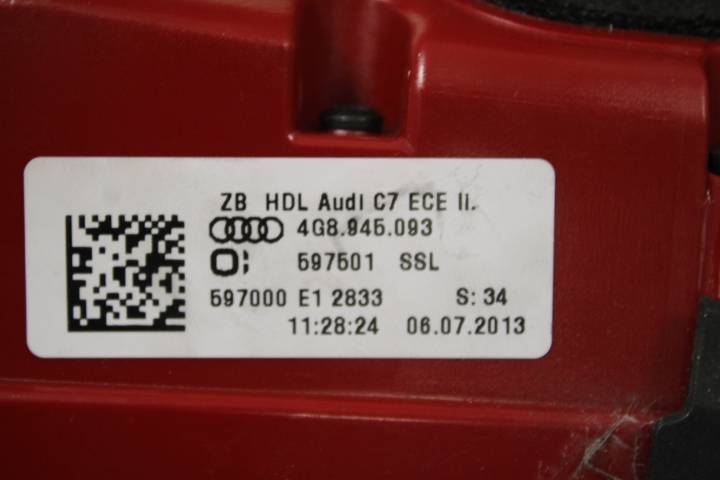 ZB HDL Audi C7 ECE li.
4G8.945.093
597501 SSL
597000 E1 2833 S: 34
11:28:24 06.07.2013